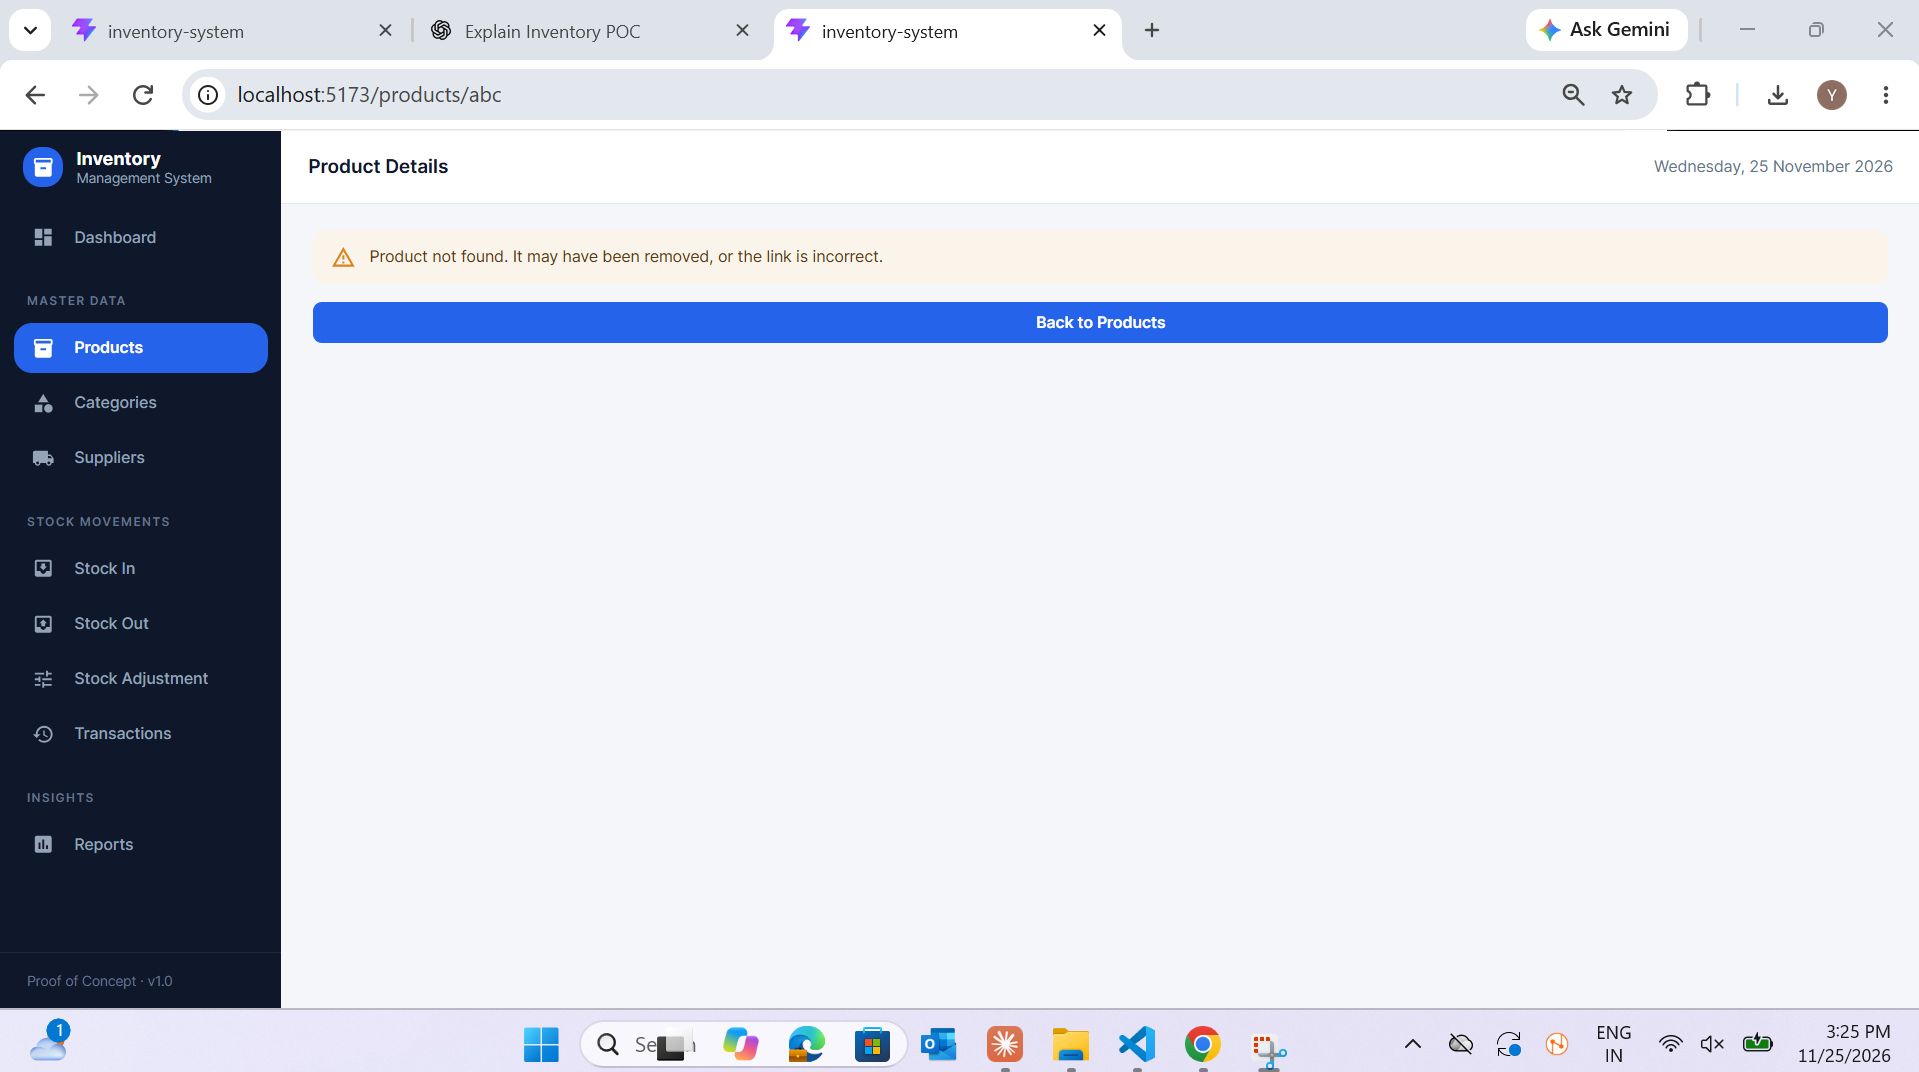 inventory-system
Explain Inventory POC
inventory-system
Ask Gemini
localhost:5173/products/abc
Y
Inventory
Management System
Product Details
Wednesday, 25 November 2026
Dashboard
Product not found. It may have been removed, or the link is incorrect.
MASTER DATA
Back to Products
Products
Categories
Suppliers
STOCK MOVEMENTS
Stock In
Stock Out
Stock Adjustment
Transactions
INSIGHTS
Reports
Proof of Concept · v1.0
1
ENG
IN
3:25 PM
11/25/2026